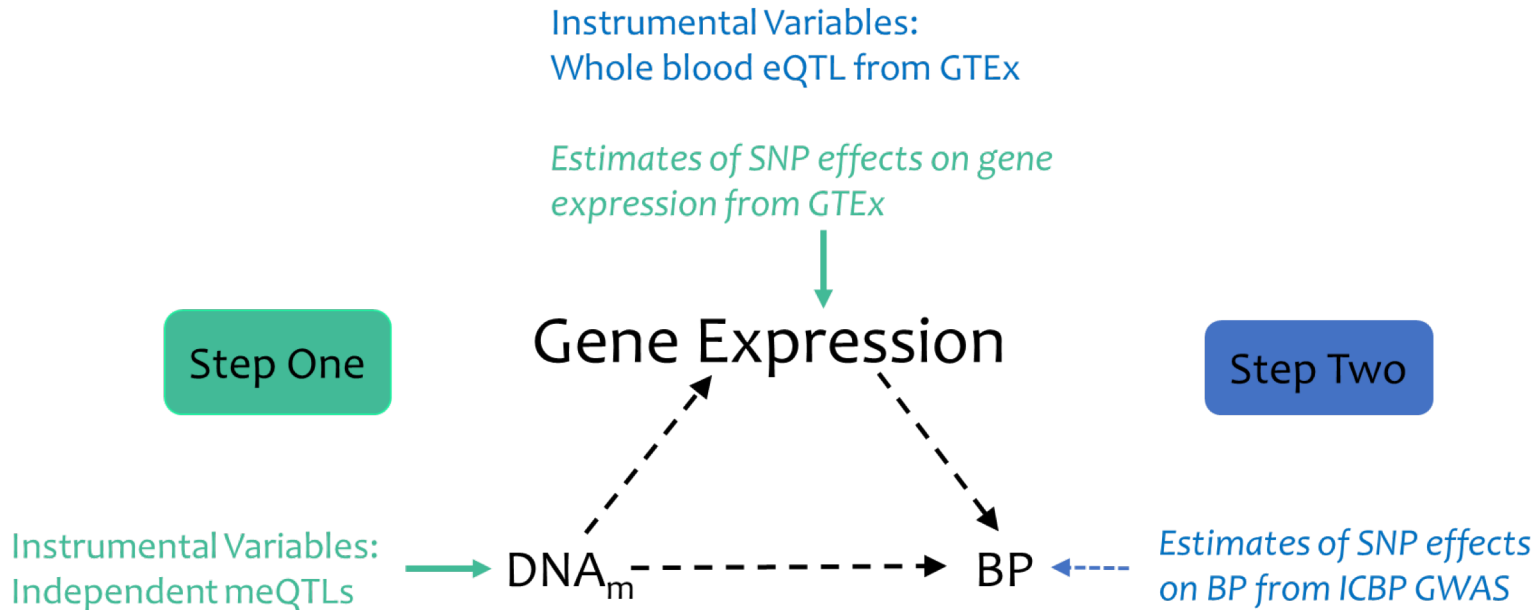 Instrumental Variables:
Whole blood eQTL from GTEx
Estimates of SNP effects on gene
expression from GTEx
Step One
Gene Expression
Step Two
Instrumental Variables:
Independent meQTLs
DNAm
BP
Estimates of SNP effects
on BP from ICBP GWAS